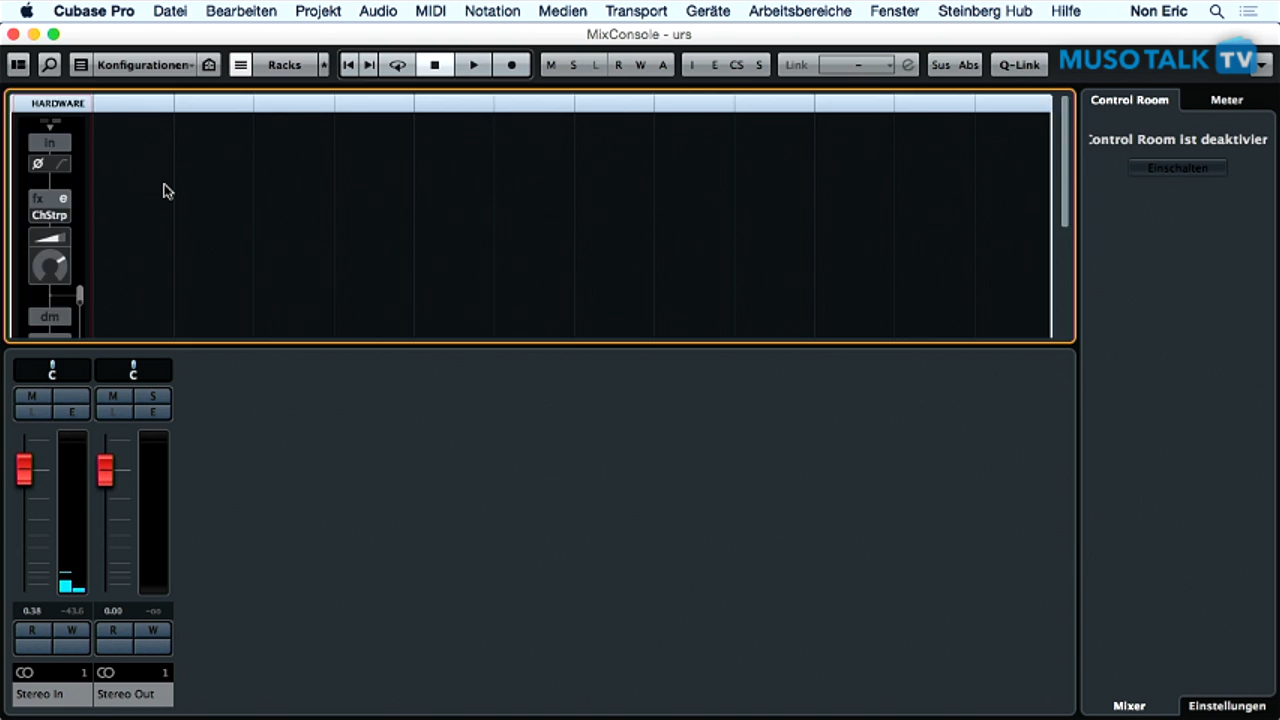 Cubase Pro Datei Bearbeiten Projekt Audio MIDI Notation Medien Transport Geräte Arbeitsbereiche Fenster Steinberg Hub Hilfe Non Eric
MixConsole - urs
Konfigurationen Racks M S L R W A I E CS S Link - Sus Abs Q-Link
MUSO TALK TV
HARDWARE
Control Room Meter
Control Room ist deaktivier
Einschalten
In
fx e
ChStrp
dm
C C
M M S
L E L E
0.38 -43.6 0.00 -oo
R W R W
1 1
Stereo In Stereo Out
Mixer Einstellungen